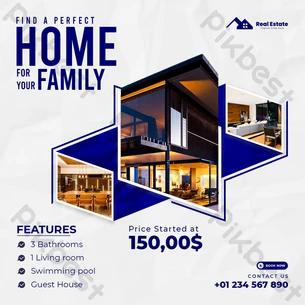 FIND A PERFECT
HOME
FOR
YOUR
FAMILY
Real Estate
FEATURES
3 Bathrooms
1 Living room
Swimming pool
Guest House
Price Started at
150,00$
BOOK NOW
CONTACT US
+01 234 567 890
pikbest